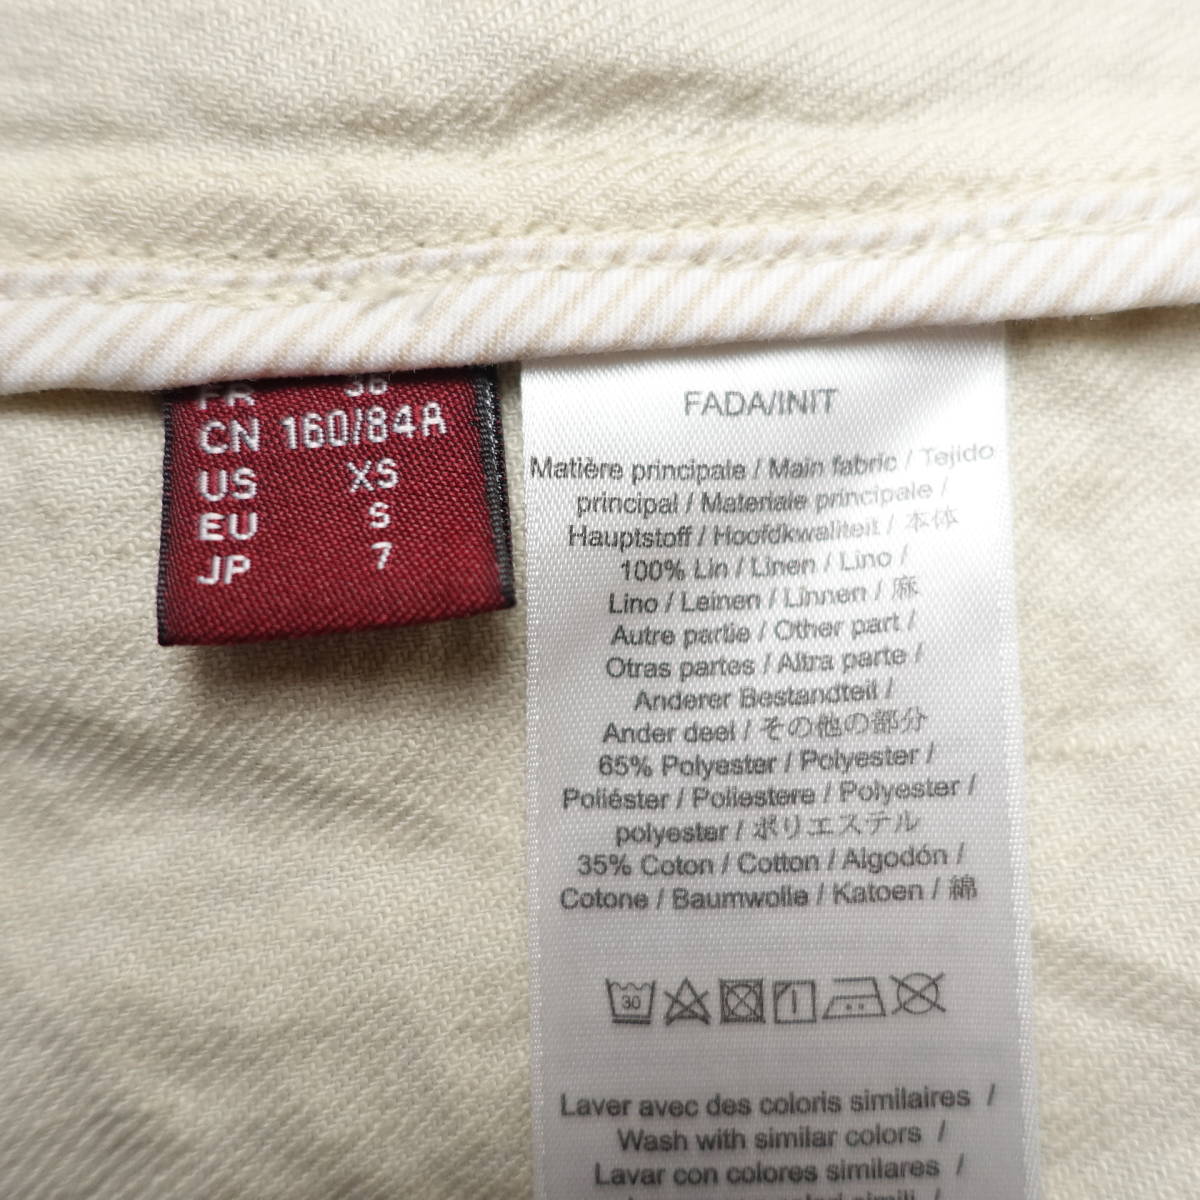 FR 36
CN 160/84A
US XS
EU S
JP 7
FADA/INIT
Matière principale / Main fabric / Tejido
principal / Materiale principale /
Hauptstoff / Hoofdkwaliteit / 本体
100% Lin / Linen / Lino /
Lino / Leinen / Linnen / 麻
Autre partie / Other part /
Otras partes / Altra parte /
Anderer Bestandteil /
Ander deel / その他の部分
65% Polyester / Polyester /
Poliéster / Poliestere / Polyester /
polyester / ポリエステル
35% Coton / Cotton / Algodón /
Cotone / Baumwolle / Katoen / 綿
30
Laver avec des coloris similaires /
Wash with similar colors /
Lavar con colores similares /